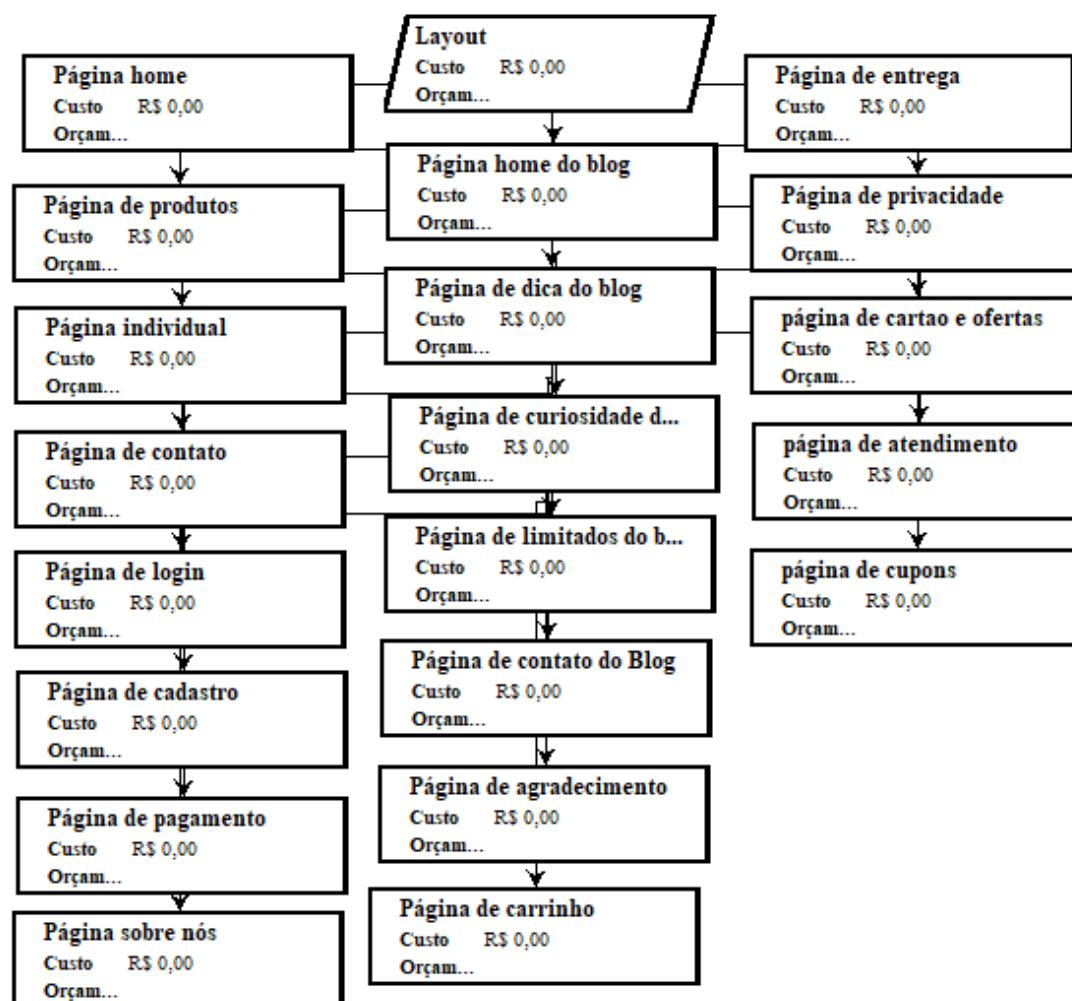 Layout
Custo R$ 0,00
Orçam...
Página home
Custo R$ 0,00
Orçam...
Página de produtos
Custo R$ 0,00
Orçam...
Página individual
Custo R$ 0,00
Orçam...
Página de contato
Custo R$ 0,00
Orçam...
Página de login
Custo R$ 0,00
Orçam...
Página de cadastro
Custo R$ 0,00
Orçam...
Página de pagamento
Custo R$ 0,00
Orçam...
Página sobre nós
Custo R$ 0,00
Orçam...
Página home do blog
Custo R$ 0,00
Orçam...
Página de dica do blog
Custo R$ 0,00
Orçam...
Página de curiosidade d...
Custo R$ 0,00
Orçam...
Página de limitados do b...
Custo R$ 0,00
Orçam...
Página de contato do Blog
Custo R$ 0,00
Orçam...
Página de agradecimento
Custo R$ 0,00
Orçam...
Página de carrinho
Custo R$ 0,00
Orçam...
Página de entrega
Custo R$ 0,00
Orçam...
Página de privacidade
Custo R$ 0,00
Orçam...
página de cartao e ofertas
Custo R$ 0,00
Orçam...
página de atendimento
Custo R$ 0,00
Orçam...
página de cupons
Custo R$ 0,00
Orçam...